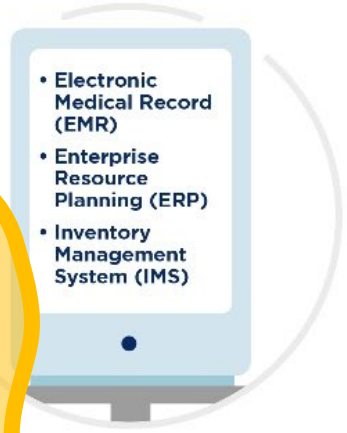 • Electronic
Medical Record
(EMR)
• Enterprise
Resource
Planning (ERP)
• Inventory
Management
System (IMS)